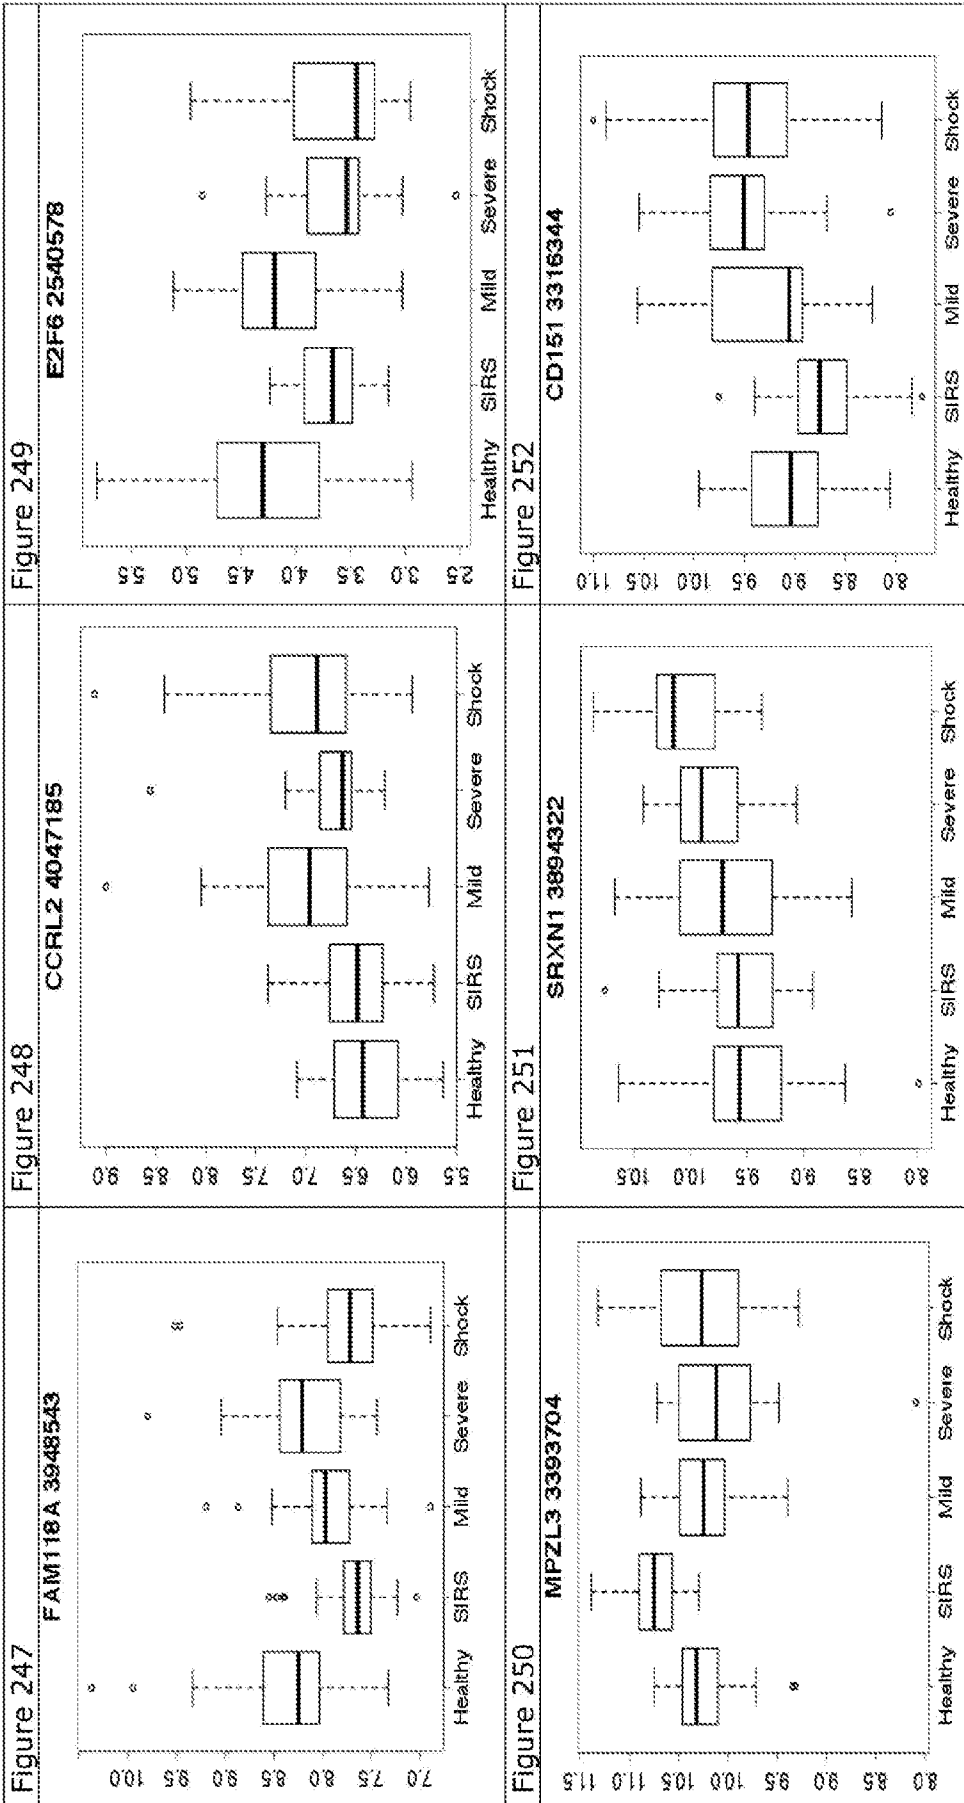 Figure 247
FAM118A 3948543
10.0
9.5
9.0
8.5
8.0
7.5
7.0
Healthy SIRS Mild Severe Shock
Figure 248
CCRL2 4047185
9.0
8.5
8.0
7.5
7.0
6.5
6.0
5.5
Healthy SIRS Mild Severe Shock
Figure 249
E2F6 2540578
5.5
5.0
4.5
4.0
3.5
3.0
2.5
Healthy SIRS Mild Severe Shock
Figure 250
MPZL3 3393704
11.5
11.0
10.5
10.0
9.5
9.0
8.5
8.0
Healthy SIRS Mild Severe Shock
Figure 251
SRXN1 3894322
10.5
10.0
9.5
9.0
8.5
8.0
Healthy SIRS Mild Severe Shock
Figure 252
CD151 3316344
11.0
10.5
10.0
9.5
9.0
8.5
8.0
Healthy SIRS Mild Severe Shock